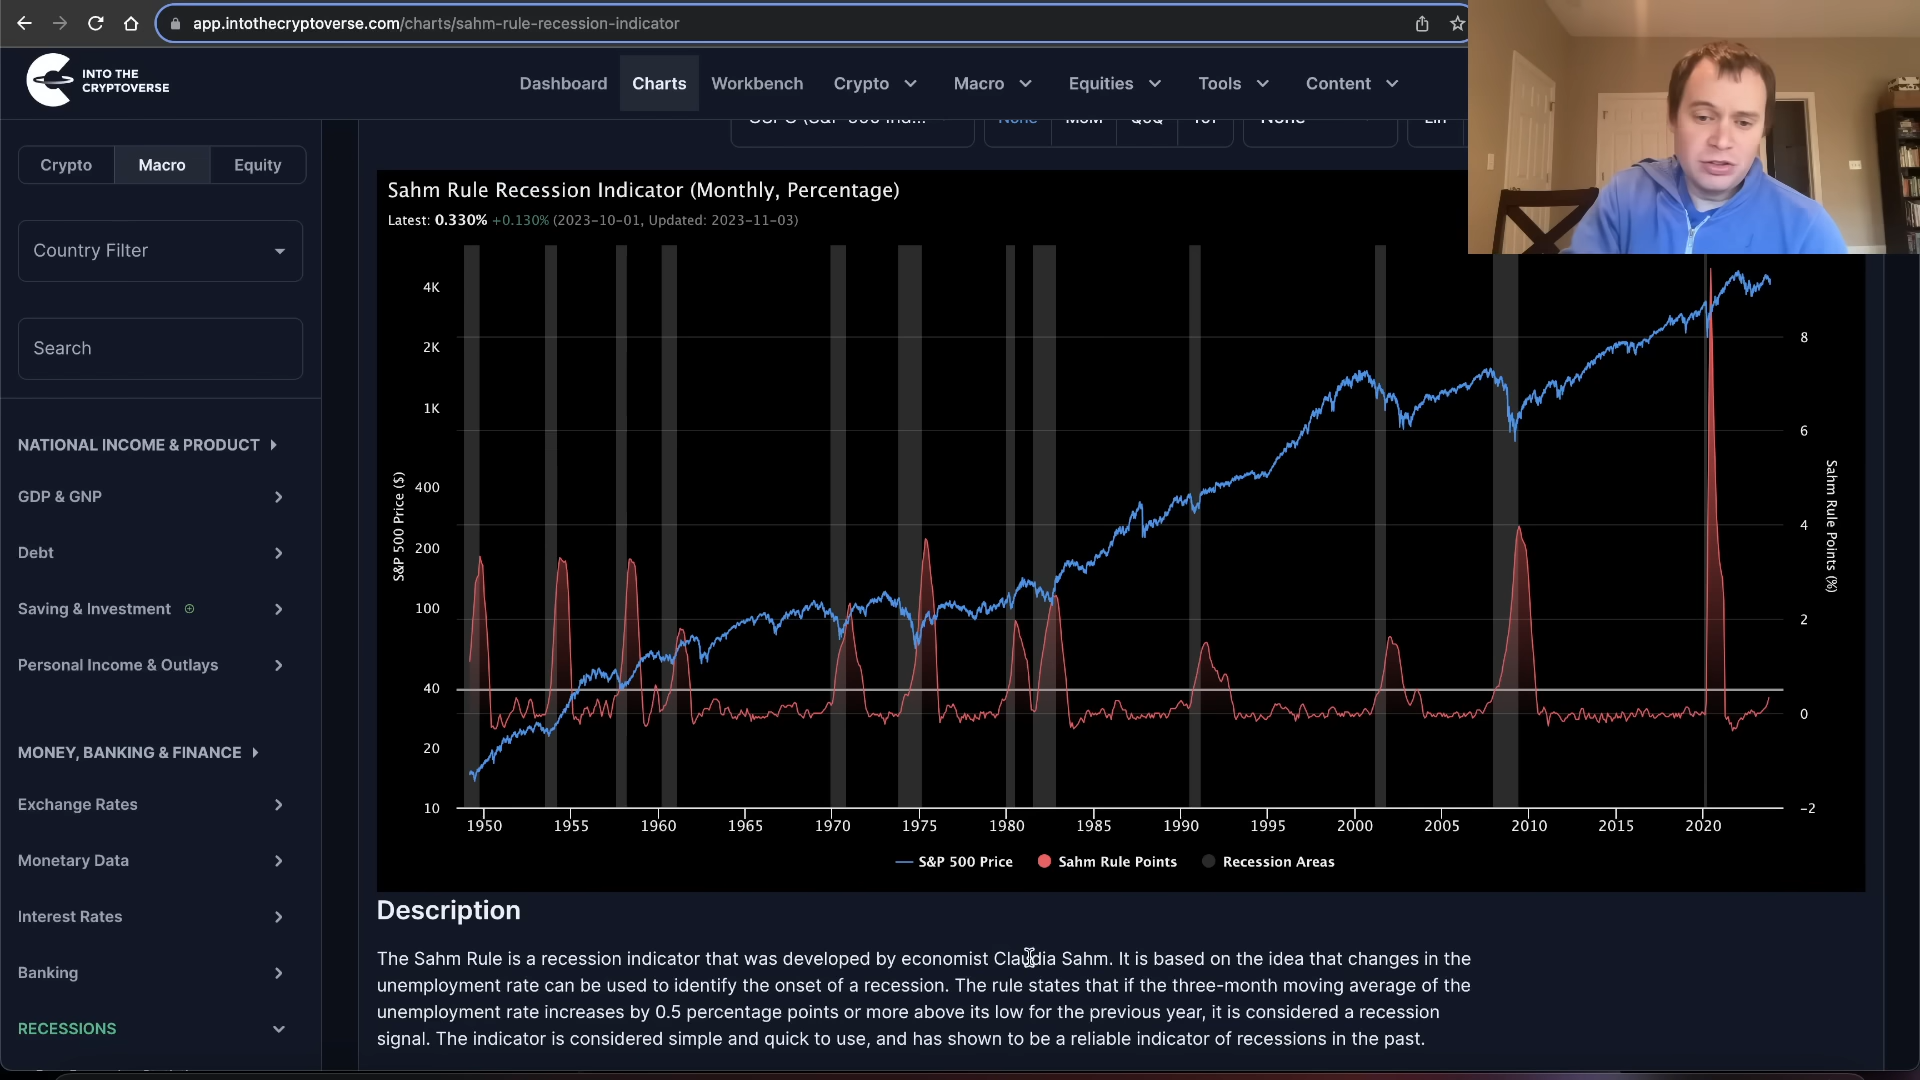 app.intothecryptoverse.com/charts/sahm-rule-recession-indicator
INTO THE
CRYPTOVERSE
Dashboard
Charts
Workbench
Crypto
Macro
Equities
Tools
Content
None
MoM
QoQ
YoY
None
Lin
Crypto
Macro
Equity
Country Filter
Search
NATIONAL INCOME & PRODUCT
GDP & GNP
Debt
Saving & Investment
Personal Income & Outlays
MONEY, BANKING & FINANCE
Exchange Rates
Monetary Data
Interest Rates
Banking
RECESSIONS
Sahm Rule Recession Indicator (Monthly, Percentage)
Latest: 0.330% +0.130% (2023-10-01, Updated: 2023-11-03)
4K
2K
1K
400
200
100
40
20
10
S&P 500 Price ($)
8
6
4
2
0
-2
Sahm Rule Points (%)
1950
1955
1960
1965
1970
1975
1980
1985
1990
1995
2000
2005
2010
2015
2020
S&P 500 Price
Sahm Rule Points
Recession Areas
Description
The Sahm Rule is a recession indicator that was developed by economist Claudia Sahm. It is based on the idea that changes in the
unemployment rate can be used to identify the onset of a recession. The rule states that if the three-month moving average of the
unemployment rate increases by 0.5 percentage points or more above its low for the previous year, it is considered a recession
signal. The indicator is considered simple and quick to use, and has shown to be a reliable indicator of recessions in the past.